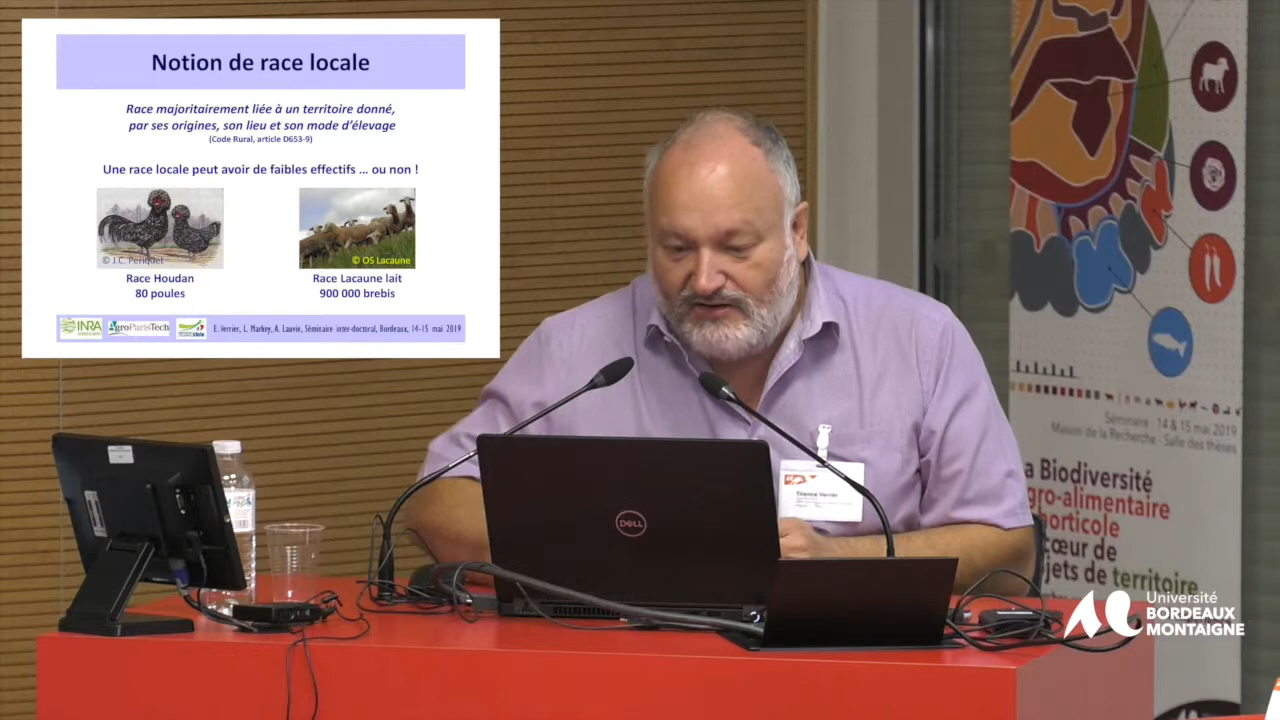 Notion de race locale
Race majoritairement liée à un territoire donné,
par ses origines, son lieu et son mode d'élevage
(Code Rural, article D653-9)
Une race locale peut avoir de faibles effectifs ... ou non !
© J.C. Periquet
© OS Lacaune
Race Houdan
80 poules
Race Lacaune lait
900 000 brebis
INRA
AgroParisTech
E. Verrier, L. Markey, A. Lauvie, Séminaire inter-doctoral, Bordeaux, 14-15 mai 2019
DELL
Etienne Verrier
Séminaire : 14 & 15 mai 2019
Maison de la Recherche - Salle des thèses
a Biodiversité
gro-alimentaire
horticole
cœur de
jets de territoire
Université
BORDEAUX
MONTAIGNE